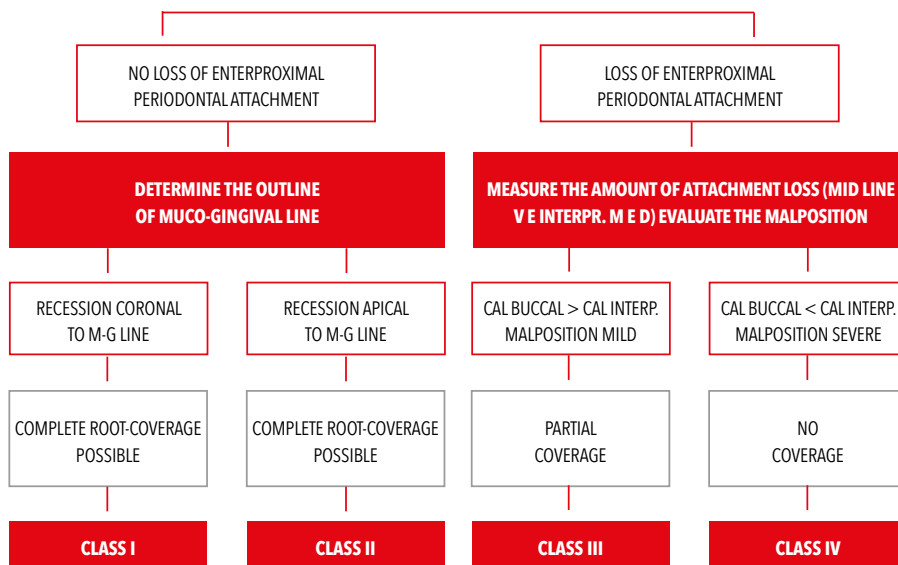 NO LOSS OF ENTERPROXIMAL
PERIODONTAL ATTACHMENT
LOSS OF ENTERPROXIMAL
PERIODONTAL ATTACHMENT
DETERMINE THE OUTLINE
OF MUCO-GINGIVAL LINE
MEASURE THE AMOUNT OF ATTACHMENT LOSS (MID LINE
V E INTERPR. M E D) EVALUATE THE MALPOSITION
RECESSION CORONAL
TO M-G LINE
RECESSION APICAL
TO M-G LINE
CAL BUCCAL > CAL INTERP.
MALPOSITION MILD
CAL BUCCAL < CAL INTERP.
MALPOSITION SEVERE
COMPLETE ROOT-COVERAGE
POSSIBLE
COMPLETE ROOT-COVERAGE
POSSIBLE
PARTIAL
COVERAGE
NO
COVERAGE
CLASS I
CLASS II
CLASS III
CLASS IV